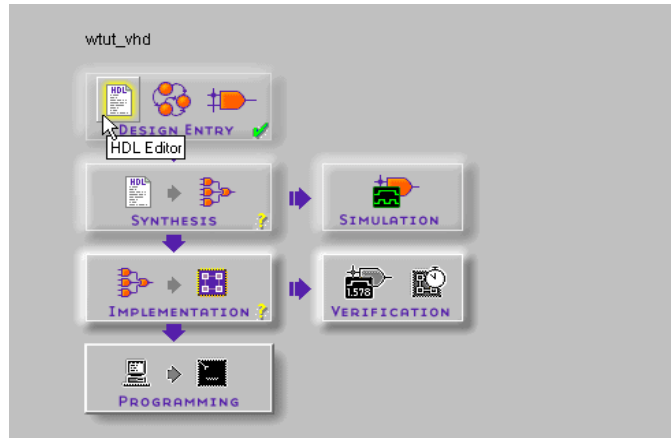 wtut_vhd
HDL
DESIGN ENTRY
HDL Editor
HDL
SYNTHESIS
SIMULATION
1.578
IMPLEMENTATION
VERIFICATION
PROGRAMMING